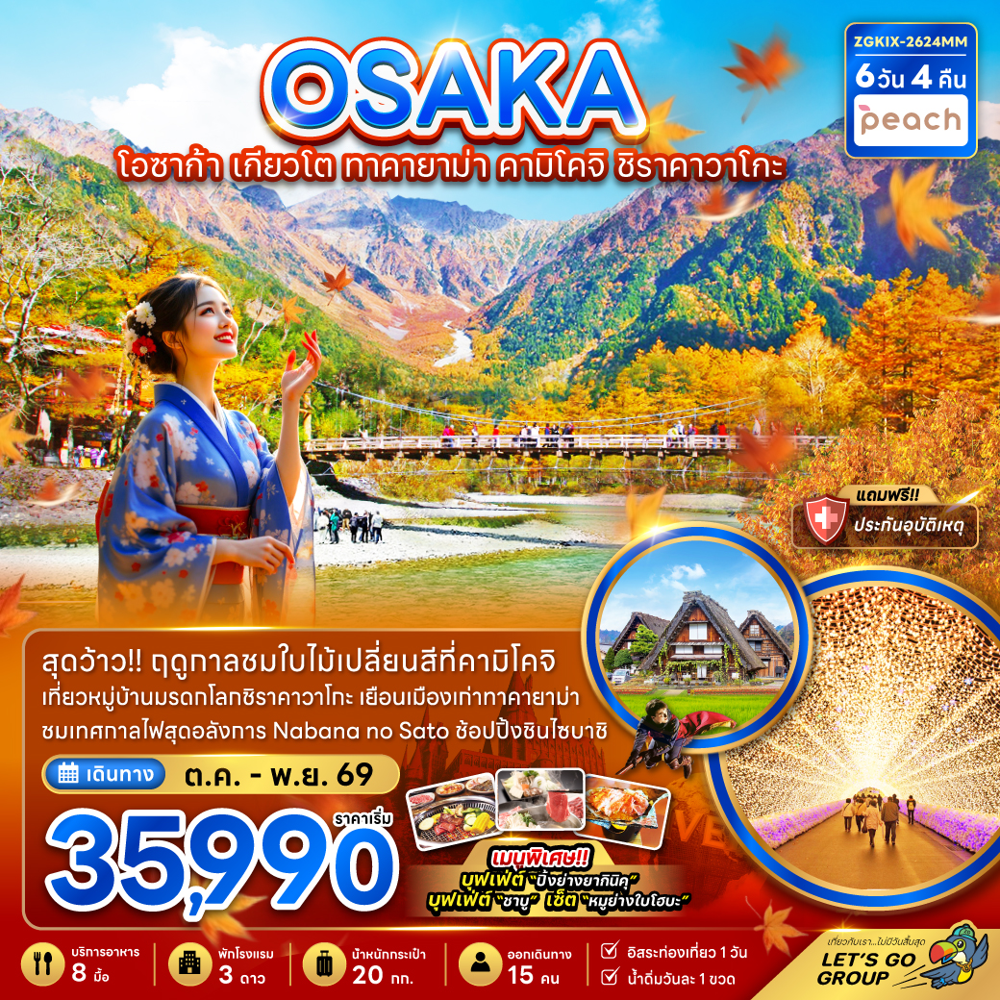 OSAKA
โอซาก้า เกียวโต ทาคายาม่า คามิโคจิ ชิราคาวาโกะ
ZGKIX-2624MM
6 วัน 4 คืน
peach
แถมฟรี!!
ประกันอุบัติเหตุ
สุดว้าว!! ฤดูกาลชมใบไม้เปลี่ยนสีที่คามิโคจิ
เที่ยวหมู่บ้านมรดกโลกชิราคาวาโกะ เยือนเมืองเก่าทาคายาม่า
ชมเทศกาลไฟสุดอลังการ Nabana no Sato ช้อปปิ้งชินไซบาชิ
เดินทาง ต.ค. - พ.ย. 69
ราคาเริ่ม
35,990
เมนูพิเศษ!!
บุฟเฟ่ต์ "ปิ้งย่างยากินิคุ"
บุฟเฟ่ต์ "ชาบู" เซ็ต "หมูย่างใบโฮบะ"
บริการอาหาร
8 มื้อ
พักโรงแรม
3 ดาว
น้ำหนักกระเป๋า
20 กก.
ออกเดินทาง
15 คน
อิสระท่องเที่ยว 1 วัน
น้ำดื่มวันละ 1 ขวด
เที่ยวกับเรา...ไม่มีวันสิ้นสุด
LET'S GO
GROUP